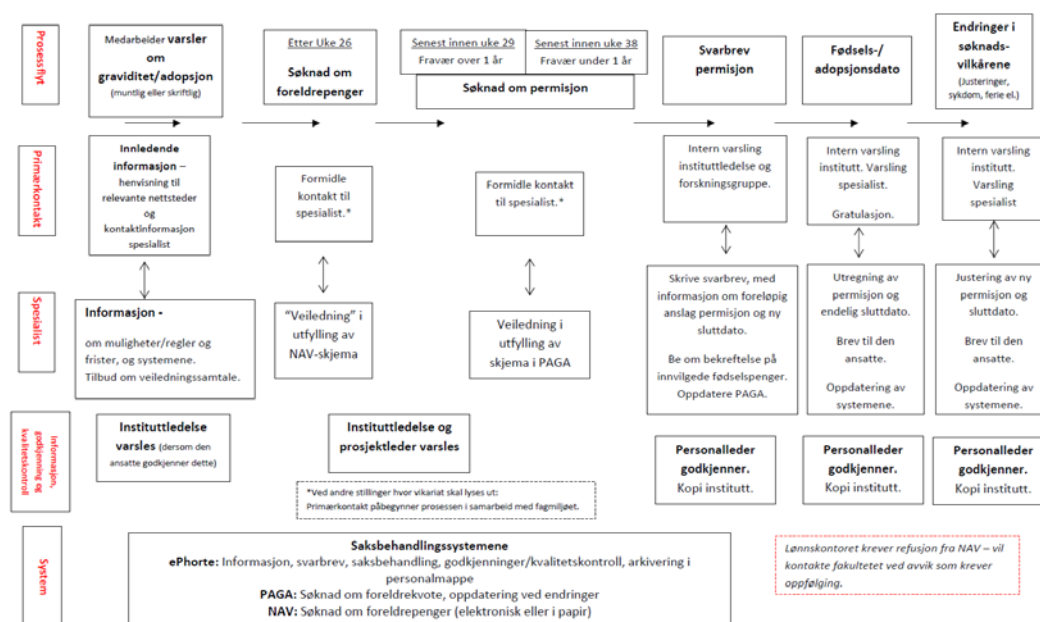 Prosessflyt
Medarbeider varsler
om
graviditet/adopsjon
(muntlig eller skriftlig)
Etter Uke 26
Søknad om
foreldrepenger
Senest innen uke 29
Fravær over 1 år
Senest innen uke 38
Fravær under 1 år
Søknad om permisjon
Svarbrev
permisjon
Fødsels-/
adopsjonsdato
Endringer i
søknads-
vilkårene
(Justeringer,
sykdom, ferie el.)
Primærkontakt
Innledende
informasjon –
henvisning til
relevante nettsteder
og
kontaktinformasjon
spesialist
Formidle
kontakt til
spesialist.*
Formidle kontakt
til spesialist.*
Intern varsling
instituttledelse og
forskningsgruppe.
Intern varsling
institutt. Varsling
spesialist.
Gratulasjon.
Intern varsling
institutt.
Varsling
spesialist
Spesialist
Informasjon -
om muligheter/regler og
frister, og systemene.
Tilbud om veiledningssamtale.
“Veiledning” i
utfylling av
NAV-skjema
Veiledning i
utfylling av
skjema i PAGA
Skrive svarbrev, med
informasjon om foreløpig
anslag permisjon og ny
sluttdato.
Be om bekreftelse på
innvilgede fødselspenger.
Oppdatere PAGA.
Utregning av
permisjon og
endelig sluttdato.
Brev til den
ansatte.
Oppdatering av
systemene.
Justering av ny
permisjon og
sluttdato.
Brev til den
ansatte.
Oppdatering av
systemene.
Informasjon,
godkjenning og
kvalitetskontroll
Instituttledelse
varsles (dersom den
ansatte godkjenner dette)
Instituttledelse og
prosjektleder varsles
Personalleder
godkjenner.
Kopi institutt.
Personalleder
godkjenner.
Kopi institutt.
Personalleder
godkjenner.
Kopi institutt.
*Ved andre stillinger hvor vikariat skal lyses ut:
Primærkontakt påbegynner prosessen i samarbeid med fagmiljøet.
System
Saksbehandlingssystemene
ePhorte: Informasjon, svarbrev, saksbehandling, godkjenninger/kvalitetskontroll, arkivering i
personalmappe
PAGA: Søknad om foreldrekvote, oppdatering ved endringer
NAV: Søknad om foreldrepenger (elektronisk eller i papir)
Lønnskontoret krever refusjon fra NAV – vil
kontakte fakultetet ved avvik som krever
oppfølging.